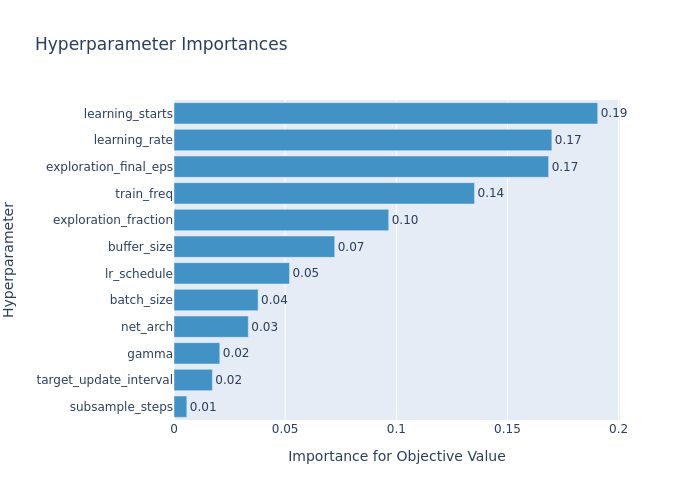 Hyperparameter Importances
Hyperparameter
learning_starts 0.19
learning_rate 0.17
exploration_final_eps 0.17
train_freq 0.14
exploration_fraction 0.10
buffer_size 0.07
lr_schedule 0.05
batch_size 0.04
net_arch 0.03
gamma 0.02
target_update_interval 0.02
subsample_steps 0.01
0 0.05 0.1 0.15 0.2
Importance for Objective Value